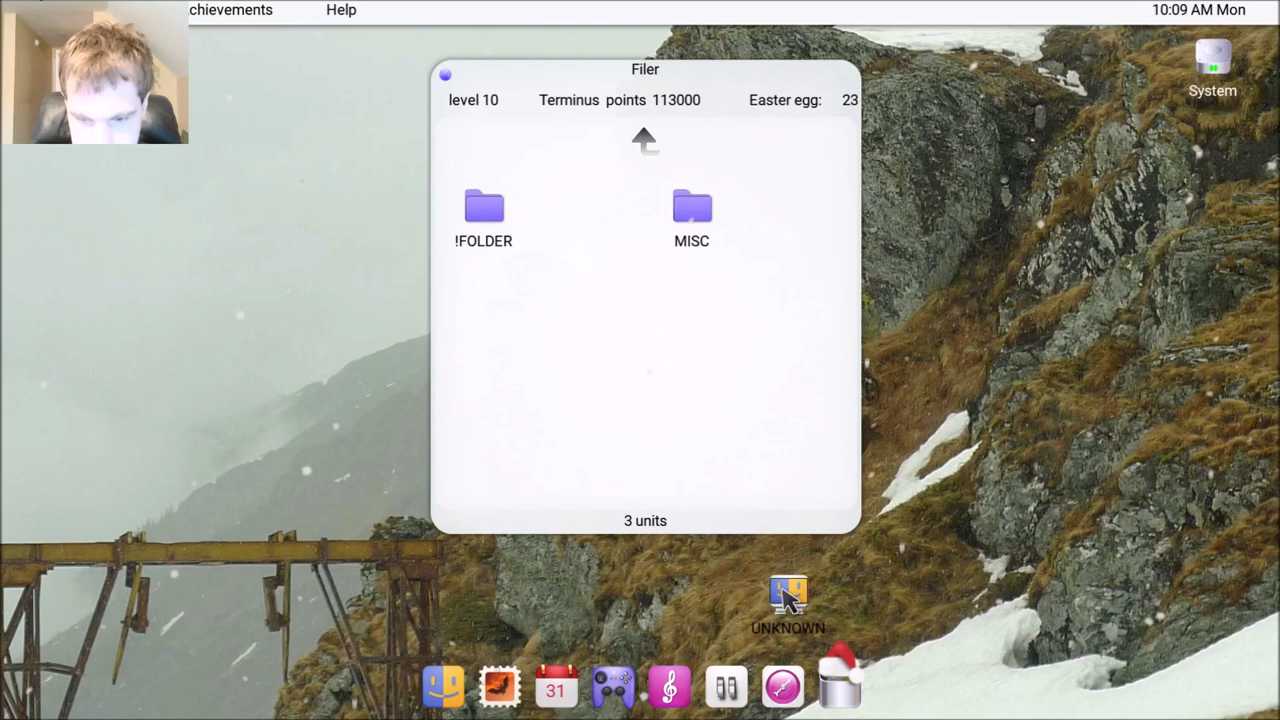 chievements Help 10:09 AM Mon
Filer
System
level 10 Terminus points 113000 Easter egg: 23
!FOLDER MISC
3 units
UNKNOWN
31